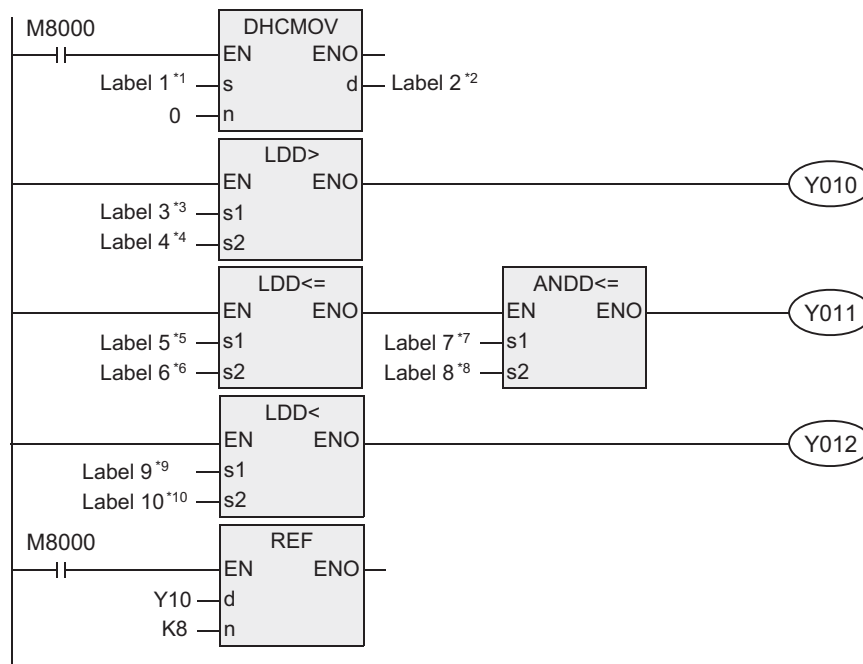 M8000
DHCMOV
EN ENO
Label 1*1 s d Label 2*2
0 n
LDD>
EN ENO Y010
Label 3*3 s1
Label 4*4 s2
LDD<= ANDD<=
EN ENO EN ENO Y011
Label 5*5 s1 Label 7*7 s1
Label 6*6 s2 Label 8*8 s2
LDD<
EN ENO Y012
Label 9*9 s1
Label 10*10 s2
M8000 REF
EN ENO
Y10 d
K8 n